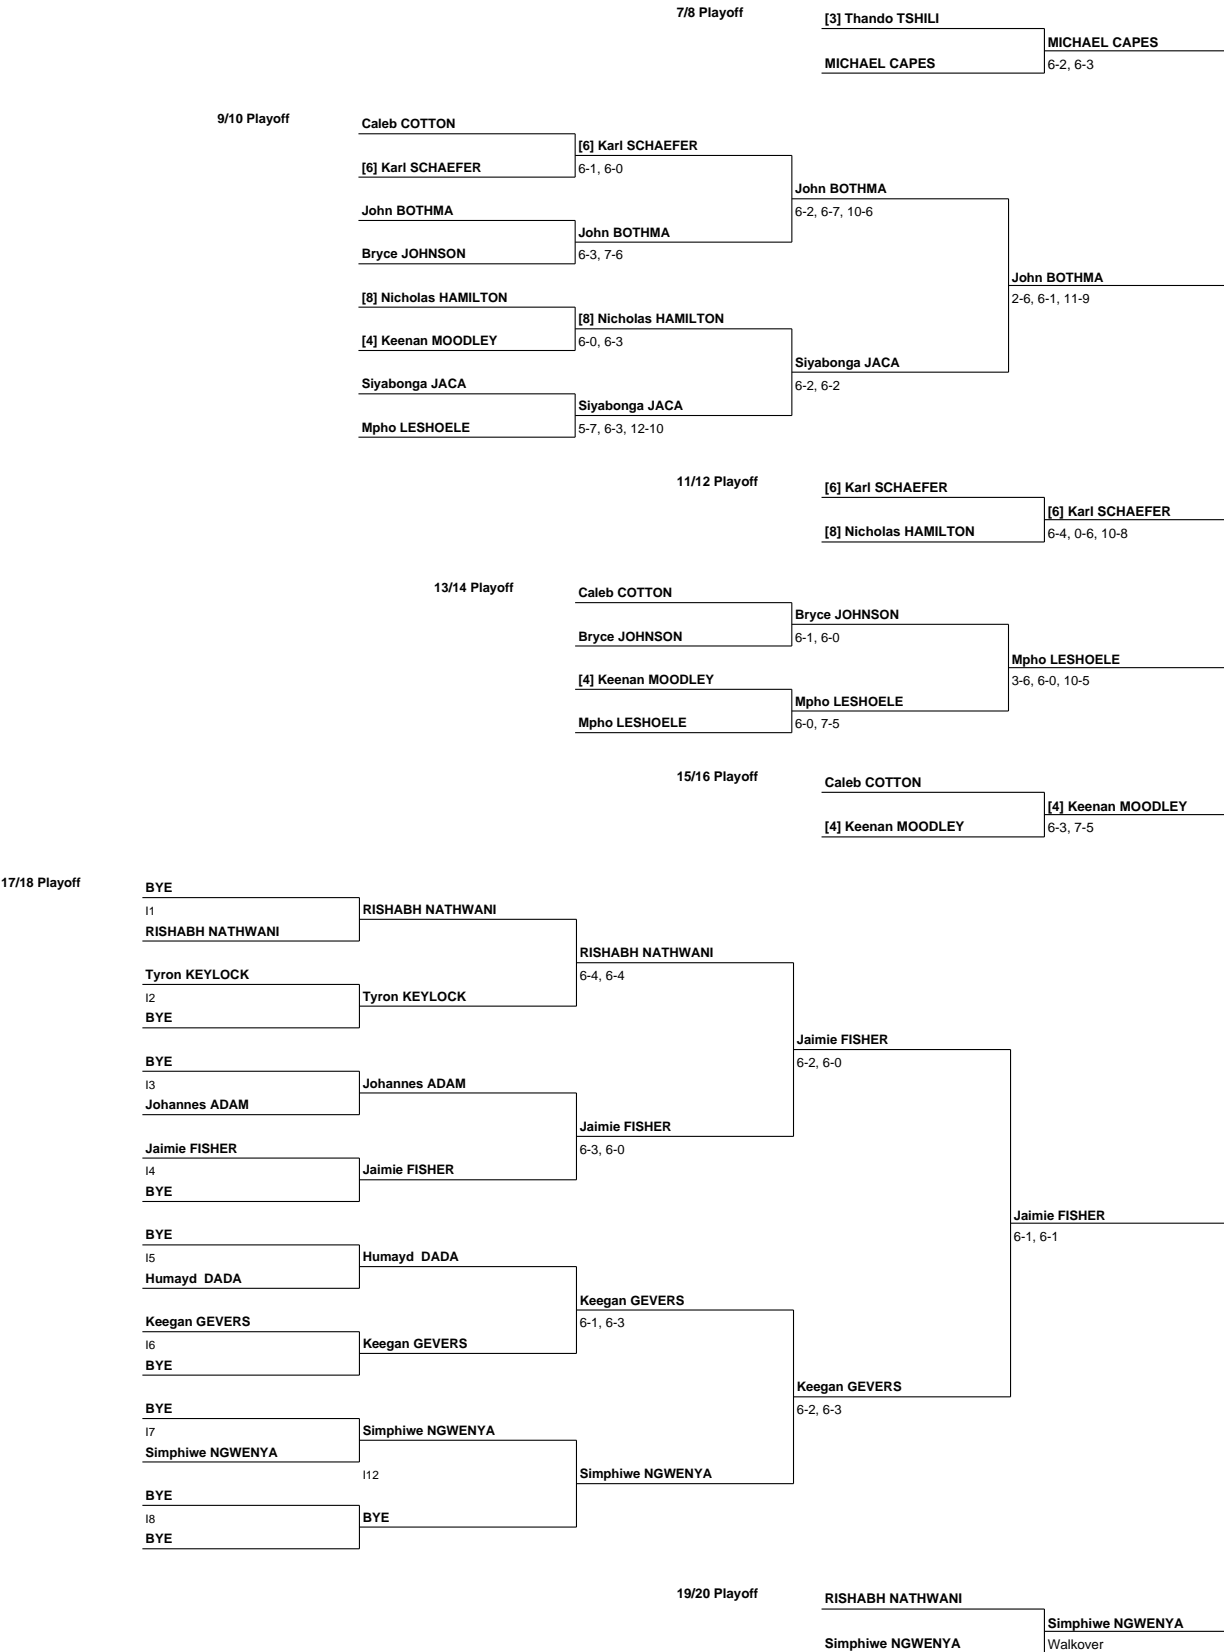 7/8 Playoff
[3] Thando TSHILI
MICHAEL CAPES
MICHAEL CAPES
6-2, 6-3
9/10 Playoff
Caleb COTTON
[6] Karl SCHAEFER
[6] Karl SCHAEFER
6-1, 6-0
John BOTHMA
6-2, 6-7, 10-6
John BOTHMA
John BOTHMA
Bryce JOHNSON
6-3, 7-6
John BOTHMA
2-6, 6-1, 11-9
[8] Nicholas HAMILTON
[8] Nicholas HAMILTON
[4] Keenan MOODLEY
6-0, 6-3
Siyabonga JACA
6-2, 6-2
Siyabonga JACA
Siyabonga JACA
Mpho LESHOELE
5-7, 6-3, 12-10
11/12 Playoff
[6] Karl SCHAEFER
[6] Karl SCHAEFER
[8] Nicholas HAMILTON
6-4, 0-6, 10-8
13/14 Playoff
Caleb COTTON
Bryce JOHNSON
Bryce JOHNSON
6-1, 6-0
Mpho LESHOELE
3-6, 6-0, 10-5
[4] Keenan MOODLEY
Mpho LESHOELE
Mpho LESHOELE
6-0, 7-5
15/16 Playoff
Caleb COTTON
[4] Keenan MOODLEY
[4] Keenan MOODLEY
6-3, 7-5
17/18 Playoff
BYE
I1
RISHABH NATHWANI
RISHABH NATHWANI
RISHABH NATHWANI
6-4, 6-4
Tyron KEYLOCK
I2
Tyron KEYLOCK
BYE
Jaimie FISHER
6-2, 6-0
BYE
I3
Johannes ADAM
Johannes ADAM
Jaimie FISHER
6-3, 6-0
Jaimie FISHER
I4
Jaimie FISHER
BYE
Jaimie FISHER
6-1, 6-1
BYE
I5
Humayd  DADA
Humayd  DADA
Keegan GEVERS
6-1, 6-3
Keegan GEVERS
I6
Keegan GEVERS
BYE
Keegan GEVERS
6-2, 6-3
BYE
I7
Simphiwe NGWENYA
Simphiwe NGWENYA
I12
Simphiwe NGWENYA
BYE
I8
BYE
BYE
19/20 Playoff
RISHABH NATHWANI
Simphiwe NGWENYA
Simphiwe NGWENYA
Walkover